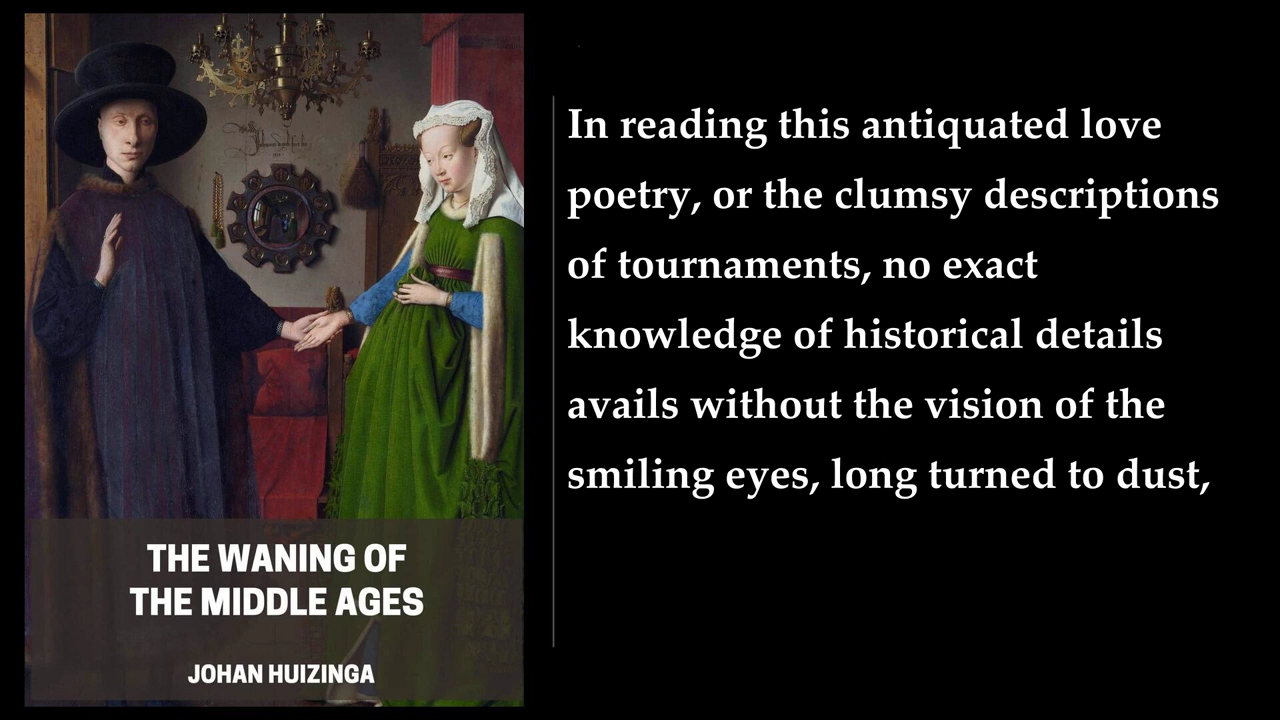 THE WANING OF
THE MIDDLE AGES
JOHAN HUIZINGA
In reading this antiquated love
poetry, or the clumsy descriptions
of tournaments, no exact
knowledge of historical details
avails without the vision of the
smiling eyes, long turned to dust,